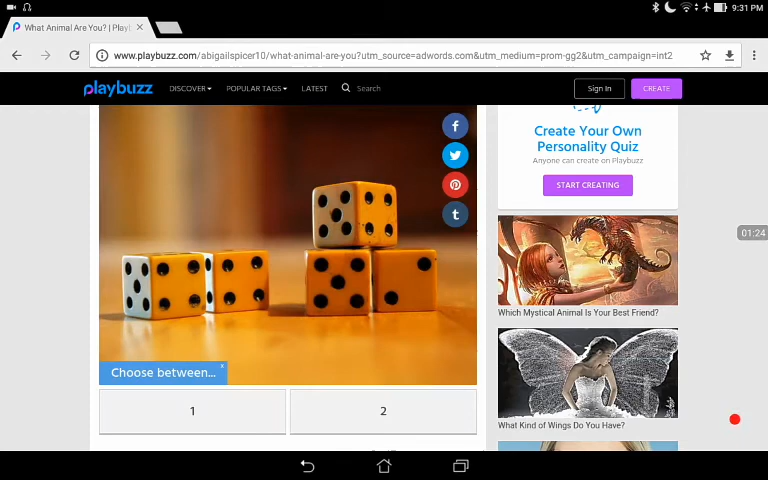 9:31 PM
What Animal Are You? | Play
www.playbuzz.com/abigailspicer10/what-animal-are-you?utm_source=adwords.com&utm_medium=prom-gg2&utm_campaign=int2
playbuzz DISCOVER POPULAR TAGS LATEST Search Sign In CREATE
f
t
Choose between... x
1 2
Create Your Own
Personality Quiz
Anyone can create on Playbuzz
START CREATING
Which Mystical Animal Is Your Best Friend?
What Kind of Wings Do You Have?
01:24